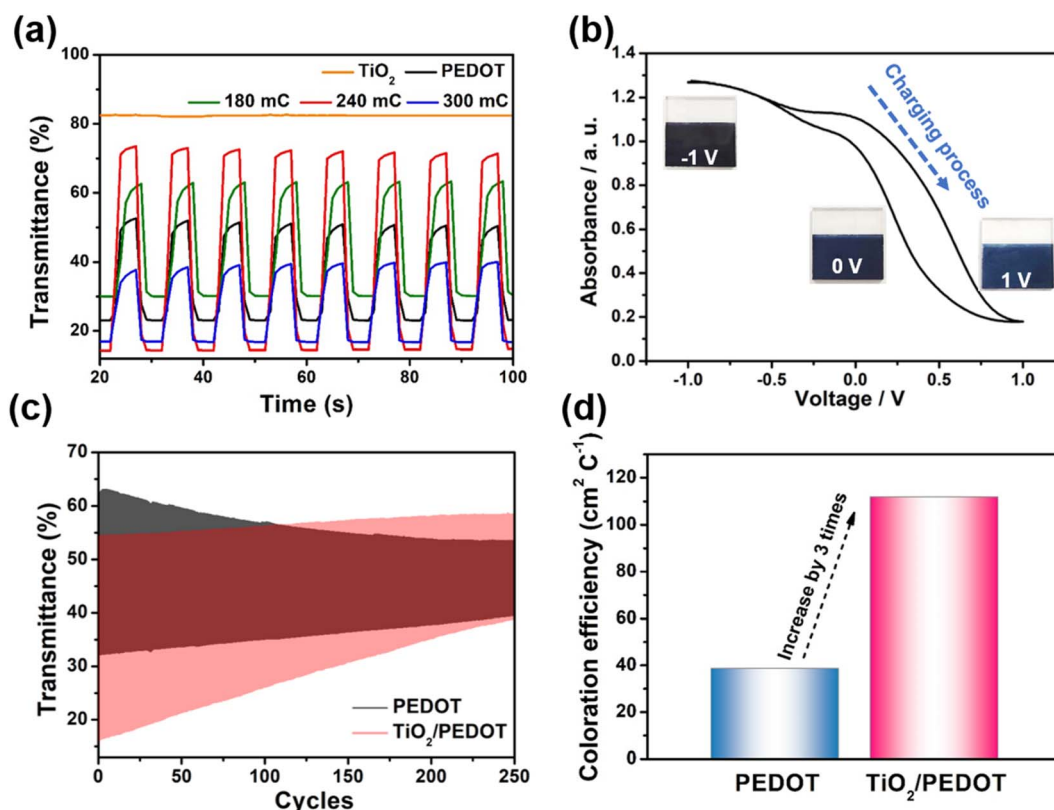 (a)
100
80
60
40
20
Transmittance (%)
TiO2 PEDOT
180 mC 240 mC 300 mC
20 40 60 80 100
Time (s)
(b)
1.4
1.2
1.0
0.8
0.6
0.4
0.2
0.0
Absorbance / a. u.
Charging process
-1 V
0 V
1 V
-1.0 -0.5 0.0 0.5 1.0
Voltage / V
(c)
70
60
50
40
30
20
Transmittance (%)
PEDOT
TiO2/PEDOT
0 50 100 150 200 250
Cycles
(d)
120
100
80
60
40
20
0
Coloration efficiency (cm2 C-1)
Increase by 3 times
PEDOT TiO2/PEDOT